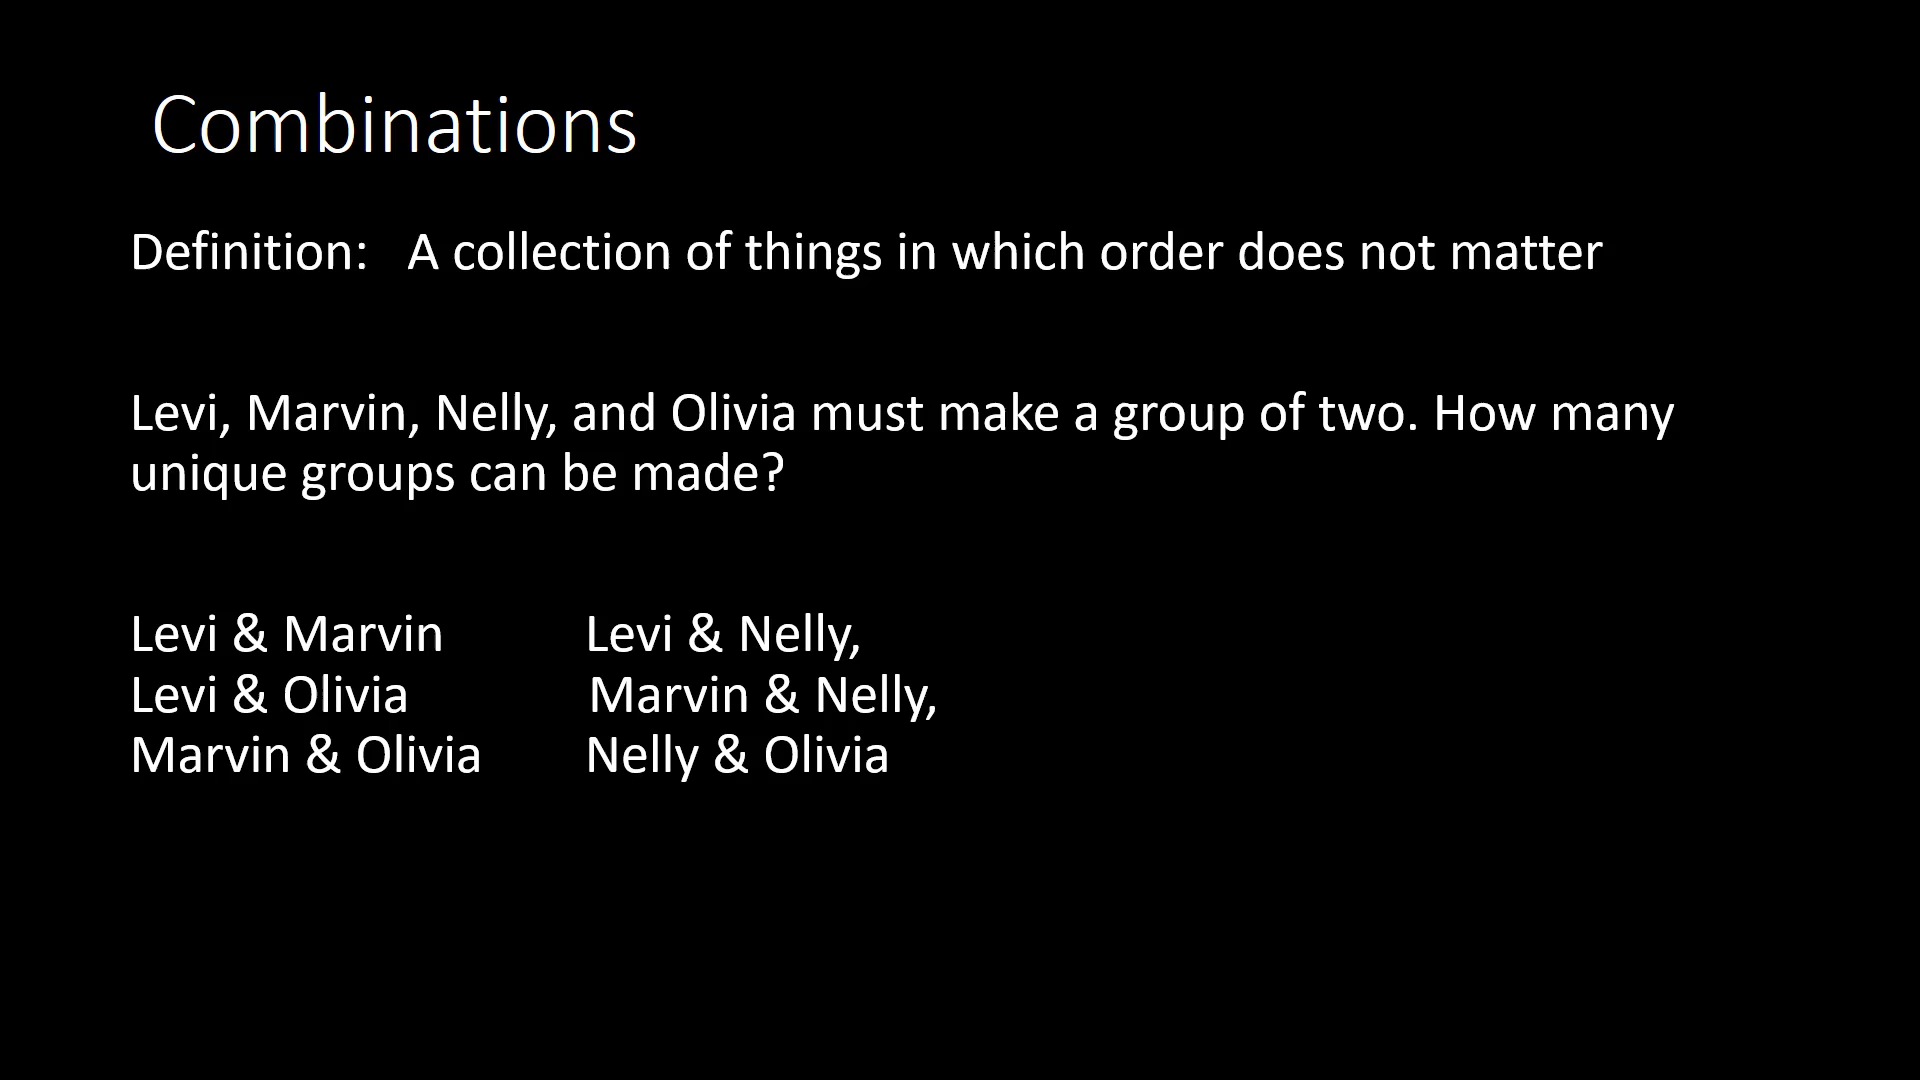 Combinations
Definition: A collection of things in which order does not matter
Levi, Marvin, Nelly, and Olivia must make a group of two. How many
unique groups can be made?
Levi & Marvin Levi & Nelly,
Levi & Olivia Marvin & Nelly,
Marvin & Olivia Nelly & Olivia